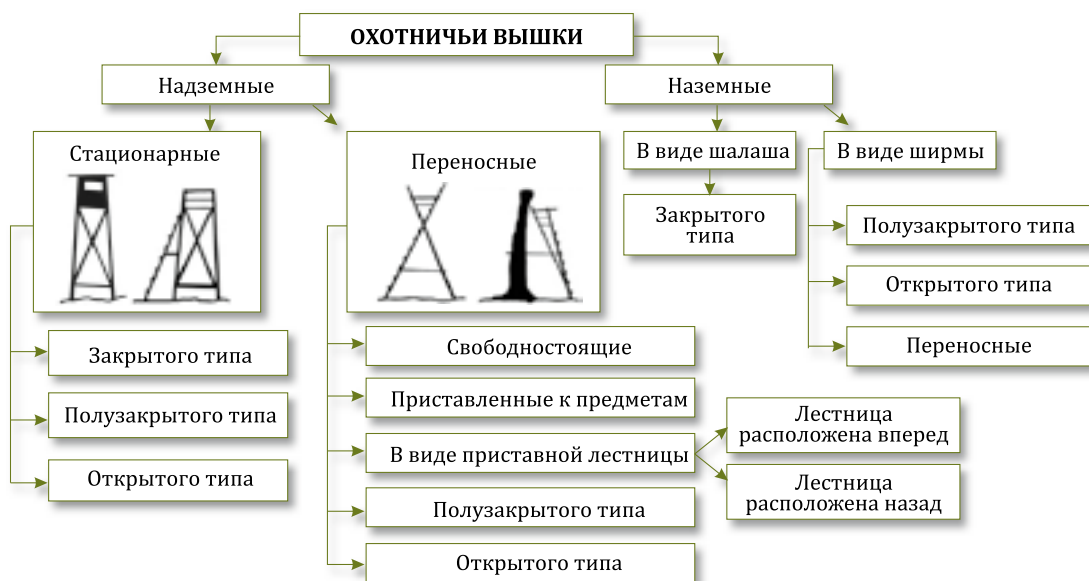 ОХОТНИЧЬИ ВЫШКИ
Надземные
Наземные
Стационарные
Переносные
В виде шалаша
В виде ширмы
Закрытого
типа
Полузакрытого типа
Открытого типа
Переносные
Закрытого типа
Полузакрытого типа
Открытого типа
Свободностоящие
Приставленные к предметам
В виде приставной лестницы
Полузакрытого типа
Открытого типа
Лестница
расположена вперед
Лестница
расположена назад